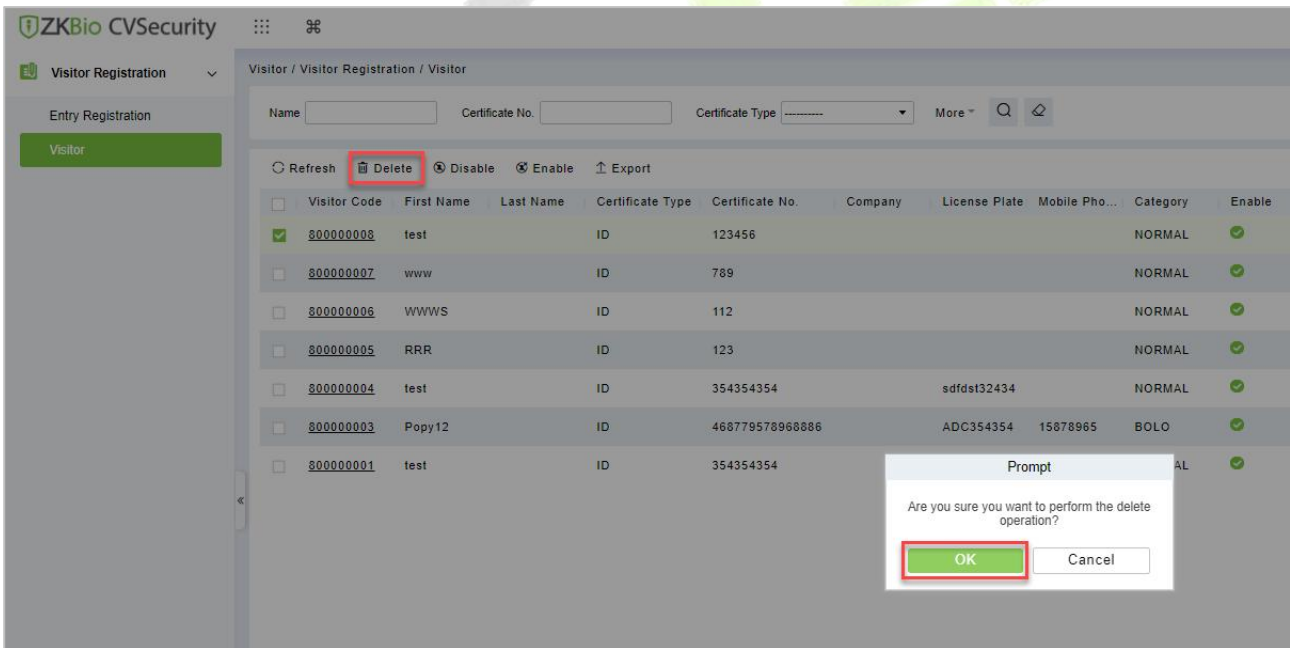 ZKBio CVSecurity
Visitor Registration
Visitor / Visitor Registration / Visitor
Entry Registration
Visitor
Name Certificate No. Certificate Type ---------- More
Refresh Delete Disable Enable Export
Visitor Code First Name Last Name Certificate Type Certificate No. Company License Plate Mobile Pho... Category Enable
800000008 test ID 123456 NORMAL
800000007 www ID 789 NORMAL
800000006 WWWS ID 112 NORMAL
800000005 RRR ID 123 NORMAL
800000004 test ID 354354354 sdfdst32434 NORMAL
800000003 Popy12 ID 468779578968886 ADC354354 15878965 BOLO
800000001 test ID 354354354 AL
Prompt
Are you sure you want to perform the delete
operation?
OK Cancel